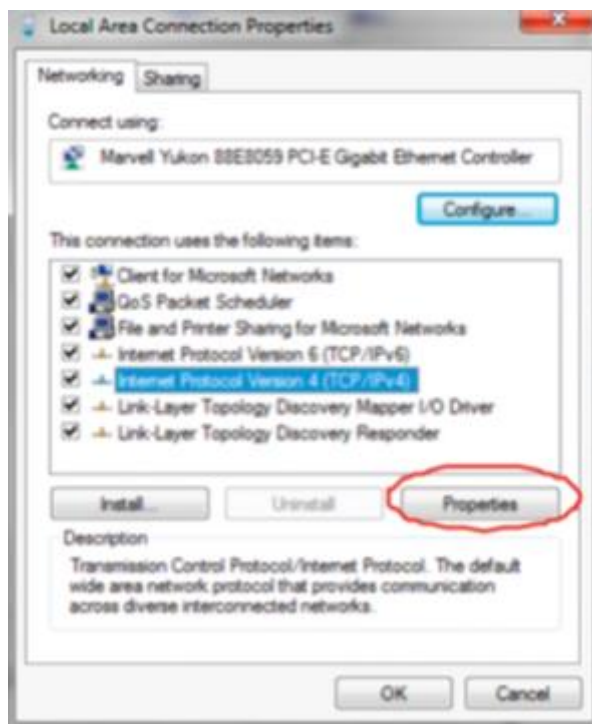 Local Area Connection Properties
Networking Sharing
Connect using:
Marvell Yukon 88E8059 PCI-E Gigabit Ethernet Controller
Configure...
This connection uses the following items:
Client for Microsoft Networks
QoS Packet Scheduler
File and Printer Sharing for Microsoft Networks
Internet Protocol Version 6 (TCP/IPv6)
Internet Protocol Version 4 (TCP/IPv4)
Link-Layer Topology Discovery Mapper I/O Driver
Link-Layer Topology Discovery Responder
Install... Uninstall Properties
Description
Transmission Control Protocol/Internet Protocol. The default
wide area network protocol that provides communication
across diverse interconnected networks.
OK Cancel